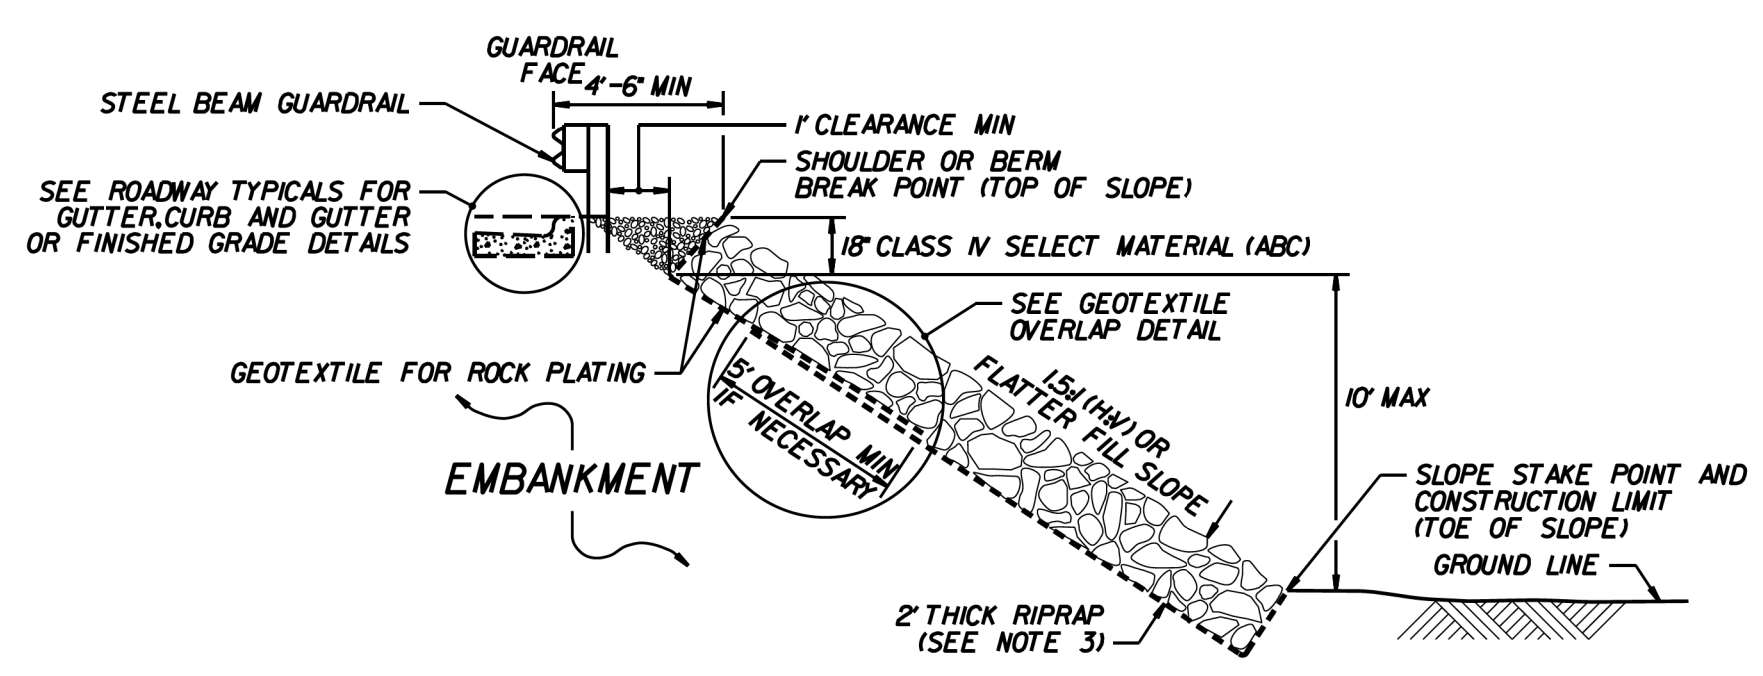 GUARDRAIL
FACE
4'-6" MIN
STEEL BEAM GUARDRAIL
1' CLEARANCE MIN
SHOULDER OR BERM
BREAK POINT (TOP OF SLOPE)
SEE ROADWAY TYPICALS FOR
GUTTER,CURB AND GUTTER
OR FINISHED GRADE DETAILS
18" CLASS IV SELECT MATERIAL (ABC)
SEE GEOTEXTILE
OVERLAP DETAIL
GEOTEXTILE FOR ROCK PLATING
5' OVERLAP MIN
IF NECESSARY
1.5:1 (H:V) OR
FLATTER FILL SLOPE
10' MAX
EMBANKMENT
SLOPE STAKE POINT AND
CONSTRUCTION LIMIT
(TOE OF SLOPE)
GROUND LINE
2' THICK RIPRAP
(SEE NOTE 3)